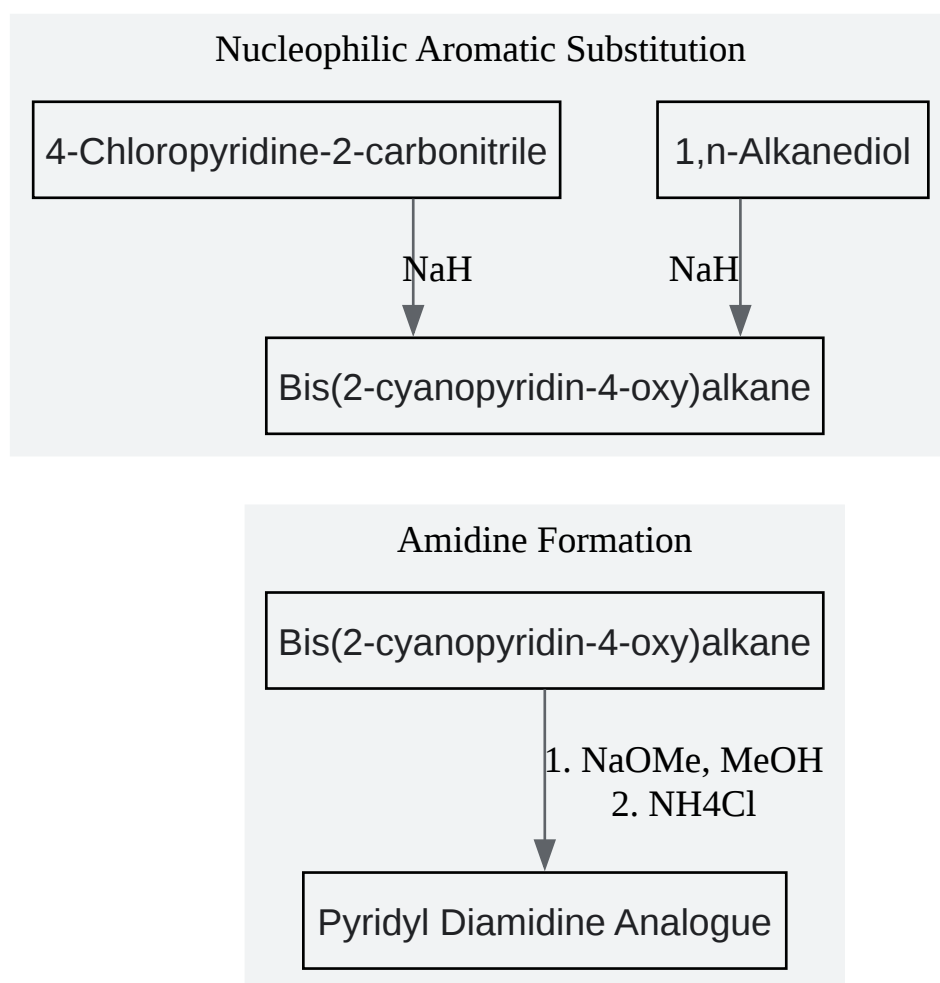 Nucleophilic Aromatic Substitution
4-Chloropyridine-2-carbonitrile
1,n-Alkanediol
NaH
NaH
Bis(2-cyanopyridin-4-oxy)alkane
Amidine Formation
Bis(2-cyanopyridin-4-oxy)alkane
1. NaOMe, MeOH
2. NH4Cl
Pyridyl Diamidine Analogue